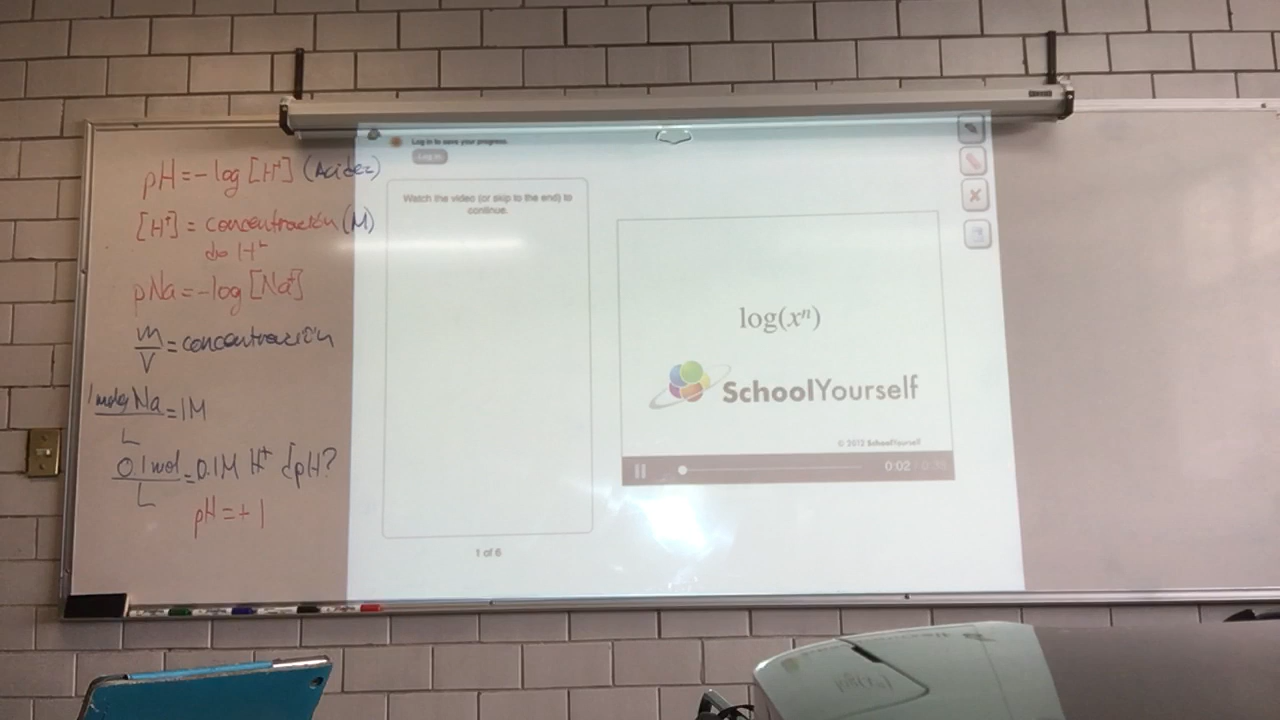 pH = -log [H⁺] (Acidez)
[H⁺] = concentración (M)
de H⁺
pNa = -log [Na⁺]
m/V = concentración
Na = 1M
L
0.1 mol = 0.1M H⁺ ¿pH?
L
pH = + 1
Log in to save your progress.
Log in
Watch the video (or skip to the end) to
continue.
1 of 6
log(xⁿ)
SchoolYourself
© 2012 SchoolYourself
0:02